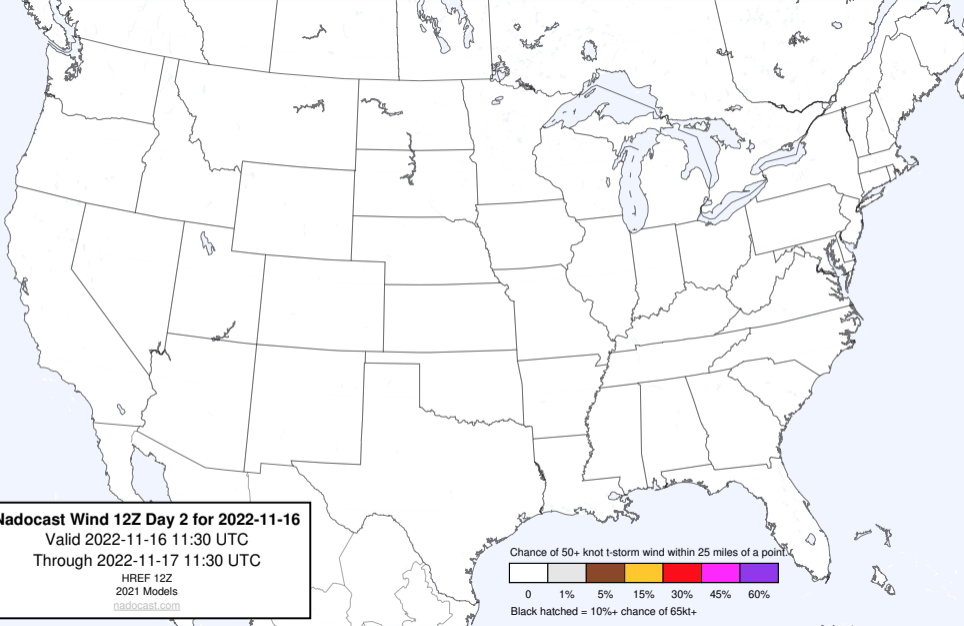 Nadocast Wind 12Z Day 2 for 2022-11-16
Valid 2022-11-16 11:30 UTC
Through 2022-11-17 11:30 UTC
HREF 12Z
2021 Models
nadocast.com
Chance of 50+ knot t-storm wind within 25 miles of a point.
0 1% 5% 15% 30% 45% 60%
Black hatched = 10%+ chance of 65kt+